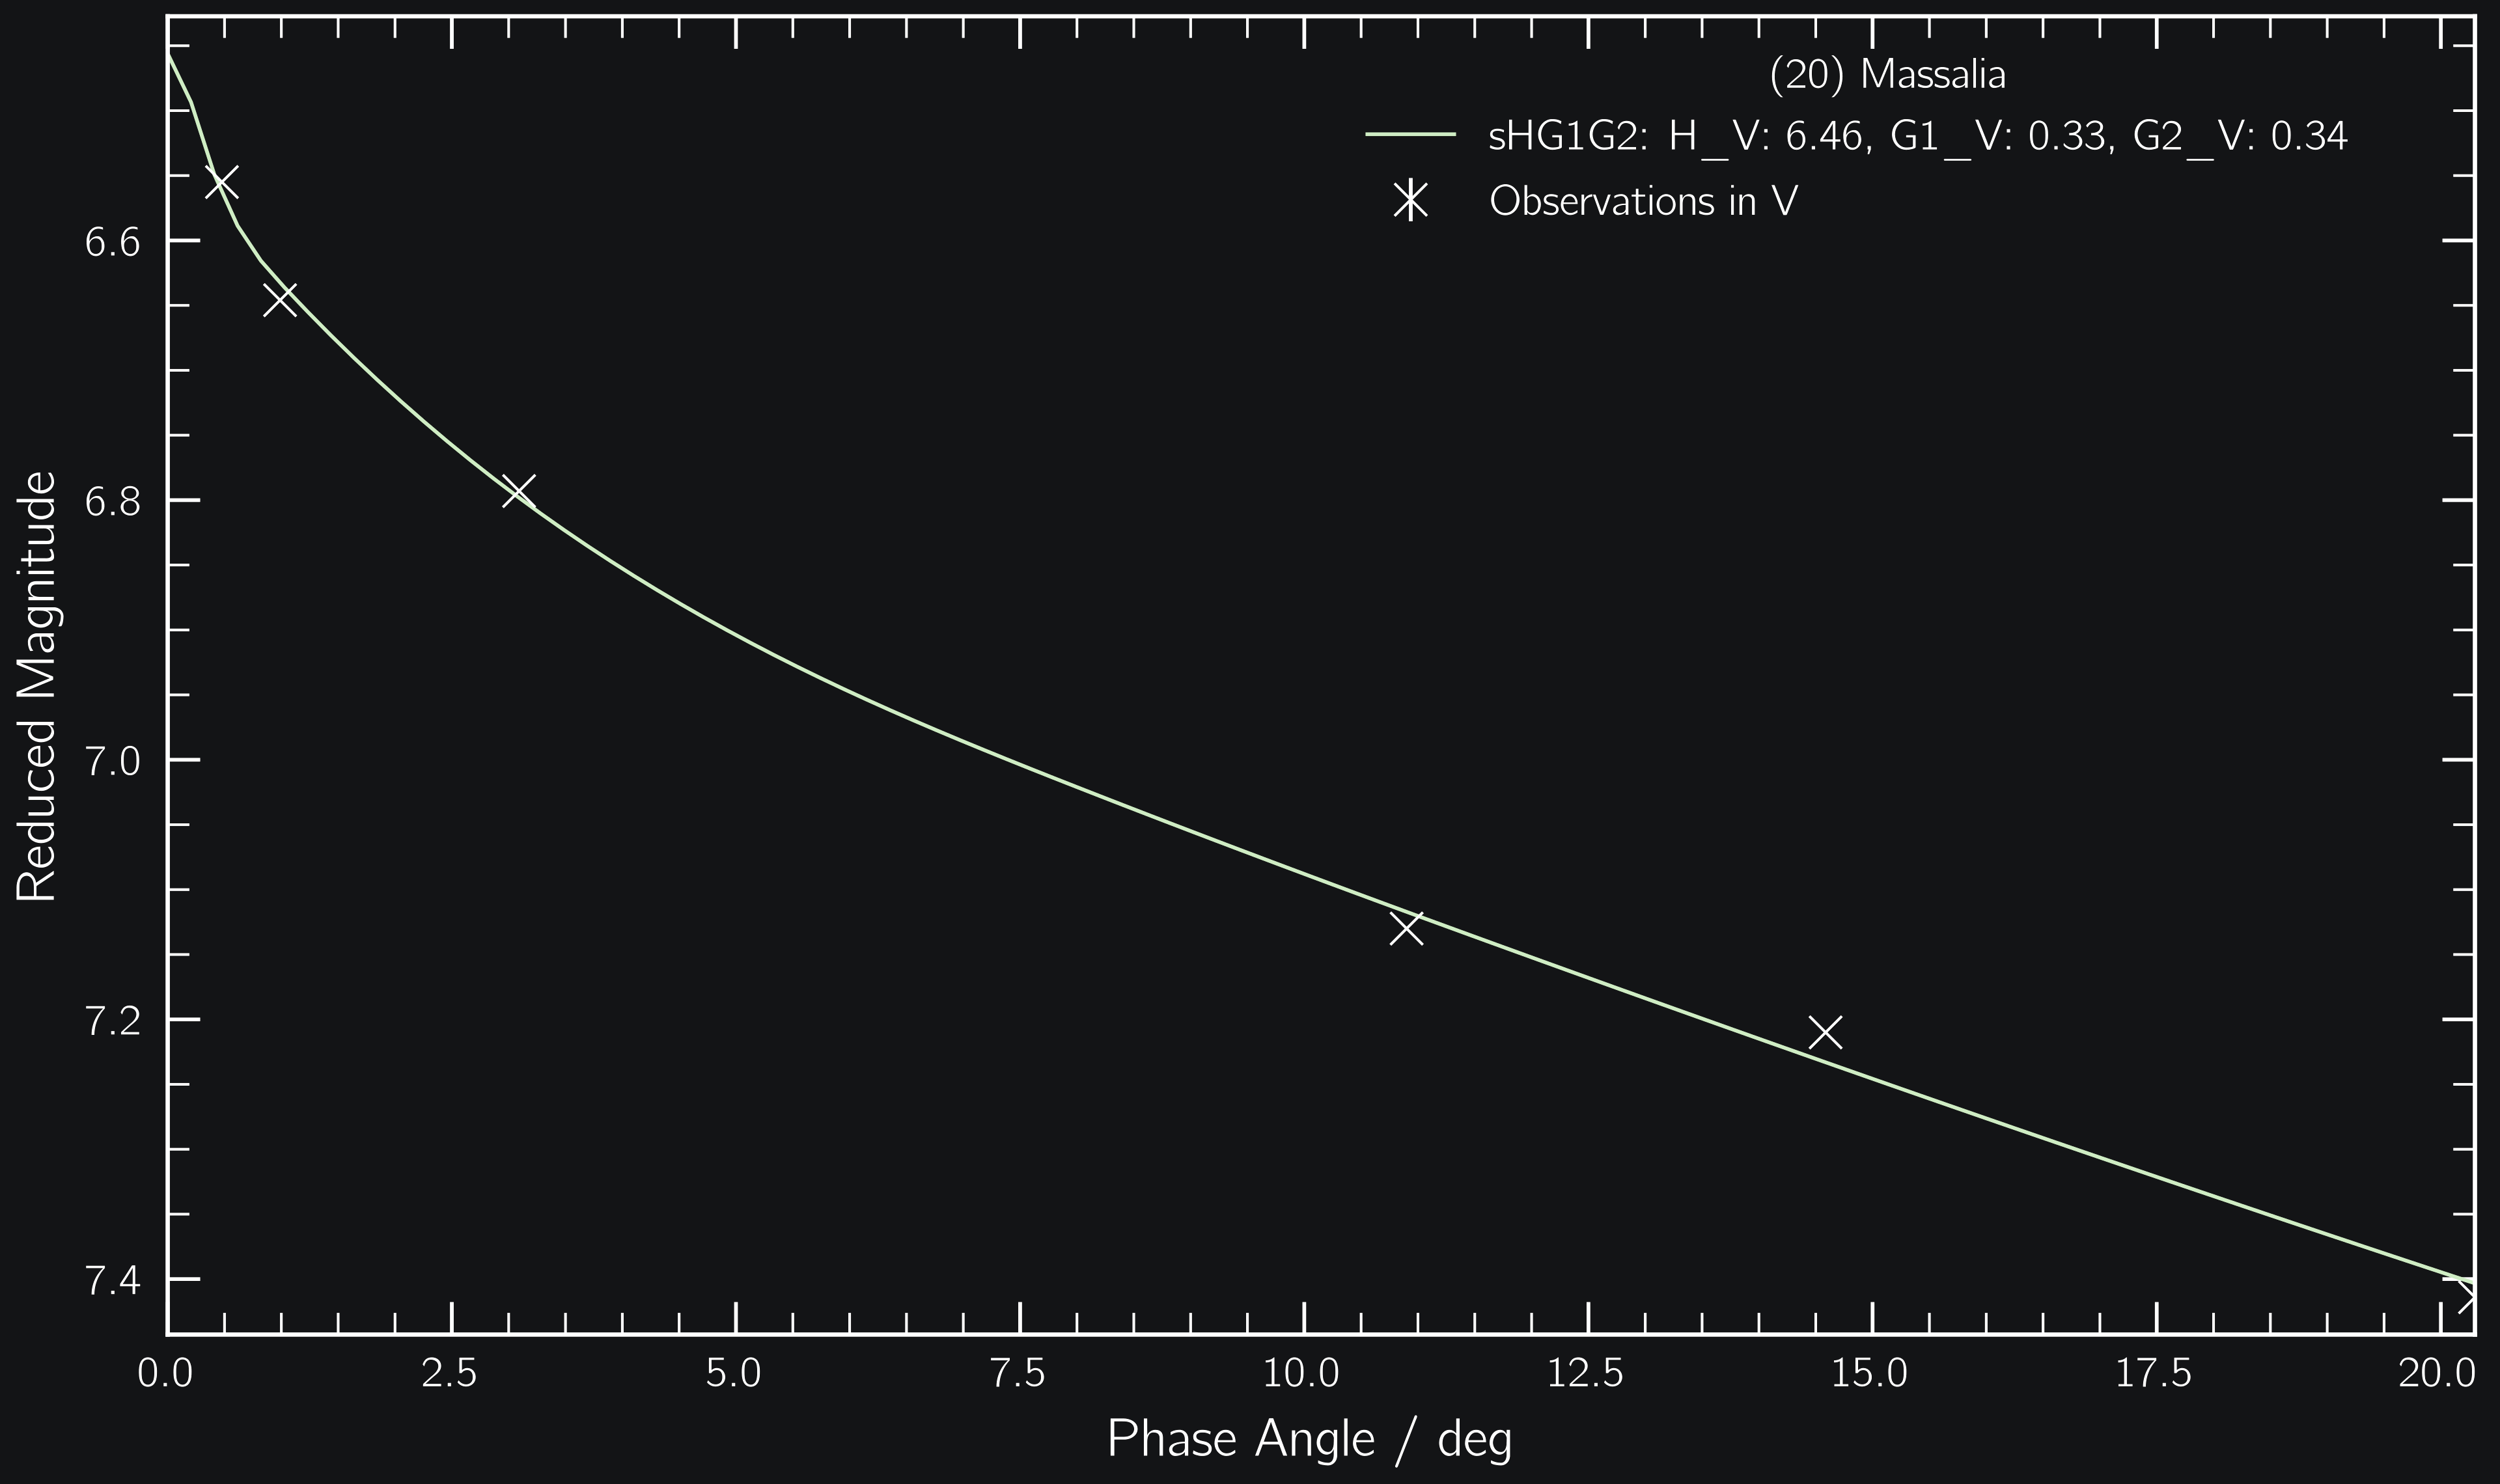 (20) Massalia
sHG1G2: H_V: 6.46, G1_V: 0.33, G2_V: 0.34
Observations in V
6.6
6.8
7.0
7.2
7.4
Reduced Magnitude
0.0 2.5 5.0 7.5 10.0 12.5 15.0 17.5 20.0
Phase Angle / deg